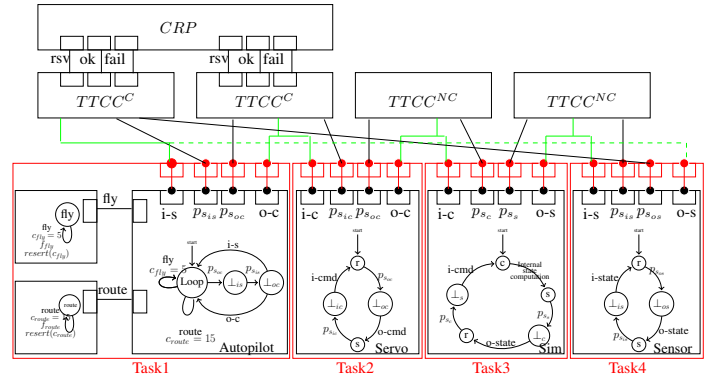 CRP
rsv ok fail rsv ok fail
TTCC^C TTCC^C TTCC^NC TTCC^NC
i-s p_{s_{is}} p_{s_{oc}} o-c i-c p_{s_{ic}} p_{s_{oc}} o-c i-c p_{s_c} p_{s_s} o-s i-s p_{s_{is}} p_{s_{os}} o-s
fly
fly
fly
c_{fly} = 5
f_{fly}
resert(c_{fly})
route
route
route
f_{route}
resert(c_{route})
start
i-s
fly
c_{fly} = 5
Loop
p_{s_{oc}}
⊥_{is}
p_{s_{is}}
⊥_{oc}
o-c
route
c_{route} = 15
Autopilot
start
r
i-cmd
p_{s_{oc}}
⊥_{ic}
⊥_{oc}
p_{s_{ic}}
o-cmd
s
Servo
start
c
Internal
state
computation
i-cmd
⊥_s
s
p_{s_c}
p_{s_s}
r
⊥_c
o-state
Sim
start
r
i-state
p_{s_{os}}
⊥_{is}
⊥_{os}
p_{s_{is}}
o-state
s
Sensor
Task1 Task2 Task3 Task4